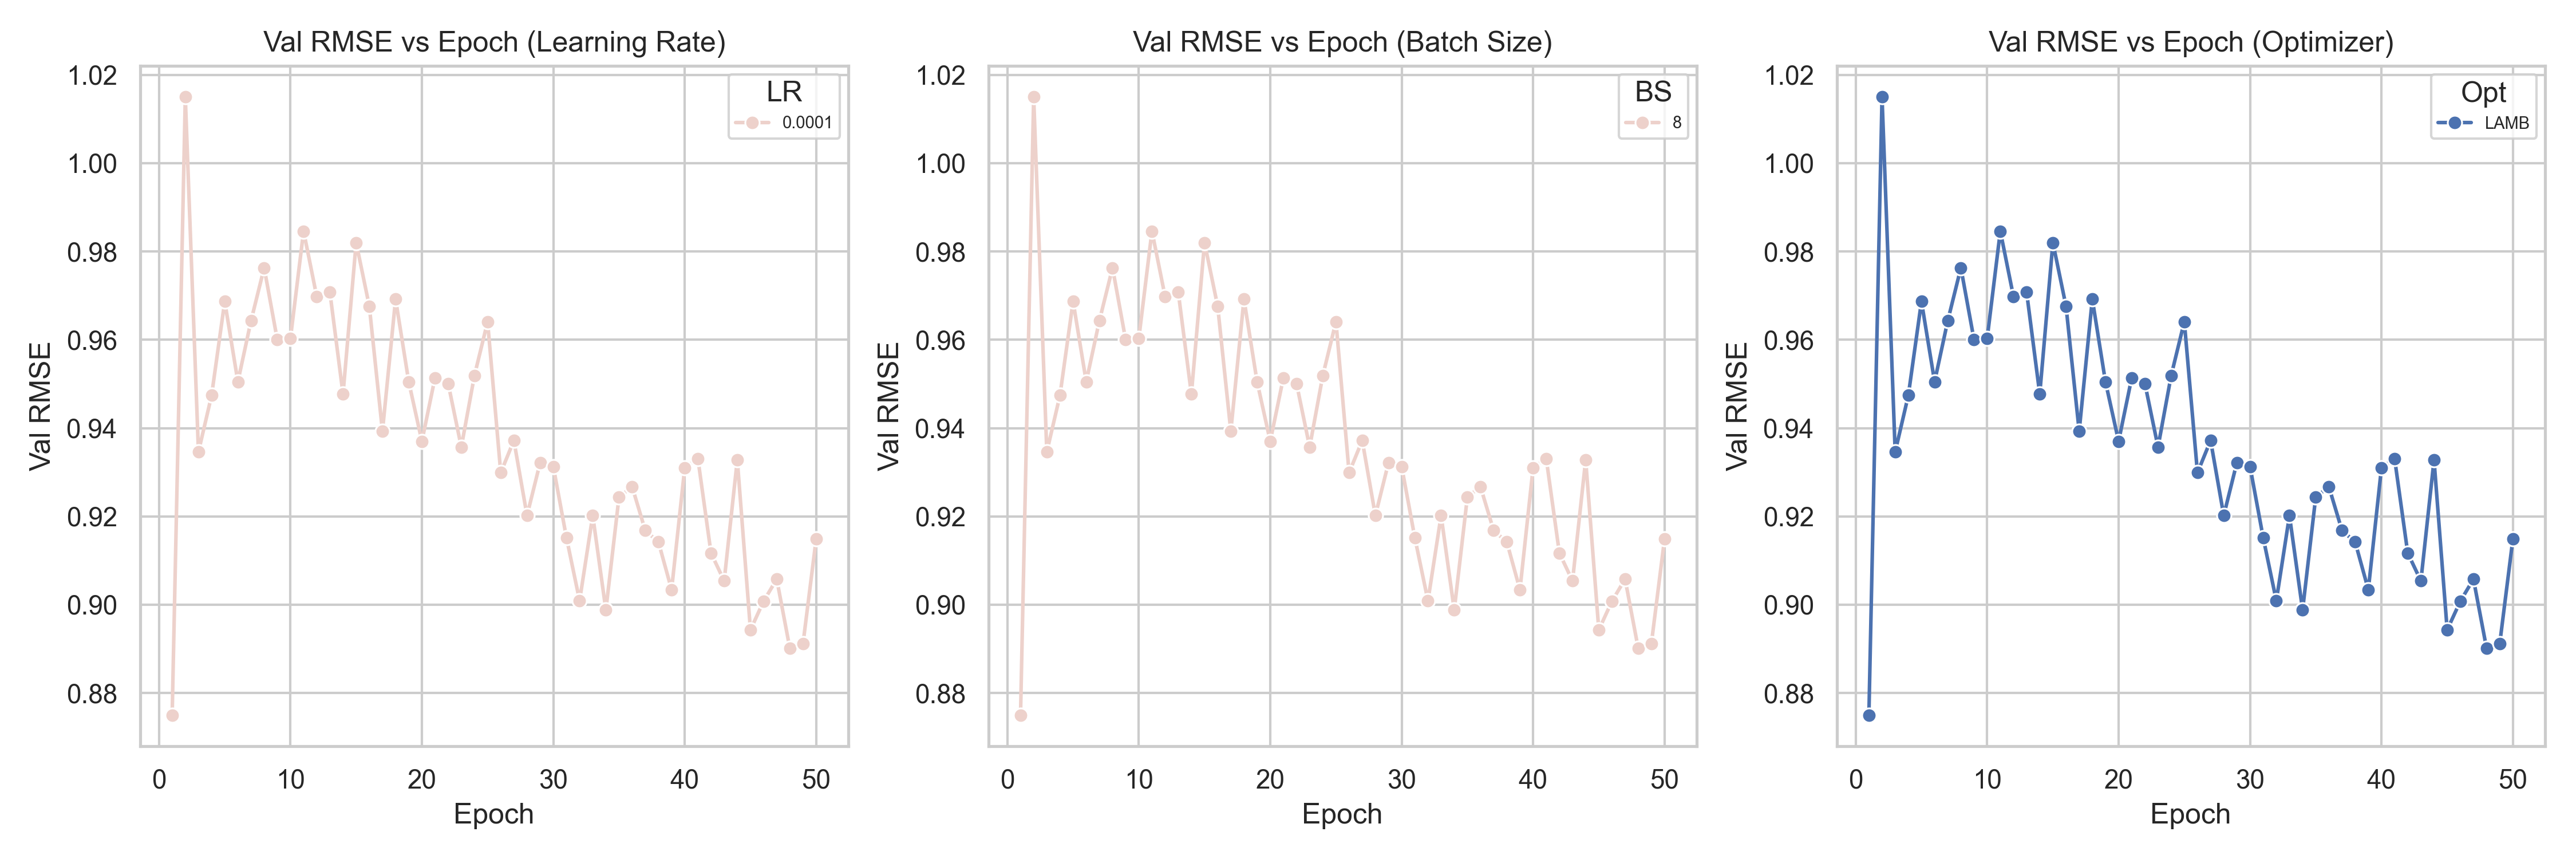 Val RMSE vs Epoch (Learning Rate)
LR
0.0001
1.02
1.00
0.98
0.96
0.94
0.92
0.90
0.88
Val RMSE
0 10 20 30 40 50
Epoch
Val RMSE vs Epoch (Batch Size)
BS
8
1.02
1.00
0.98
0.96
0.94
0.92
0.90
0.88
Val RMSE
0 10 20 30 40 50
Epoch
Val RMSE vs Epoch (Optimizer)
Opt
LAMB
1.02
1.00
0.98
0.96
0.94
0.92
0.90
0.88
Val RMSE
0 10 20 30 40 50
Epoch